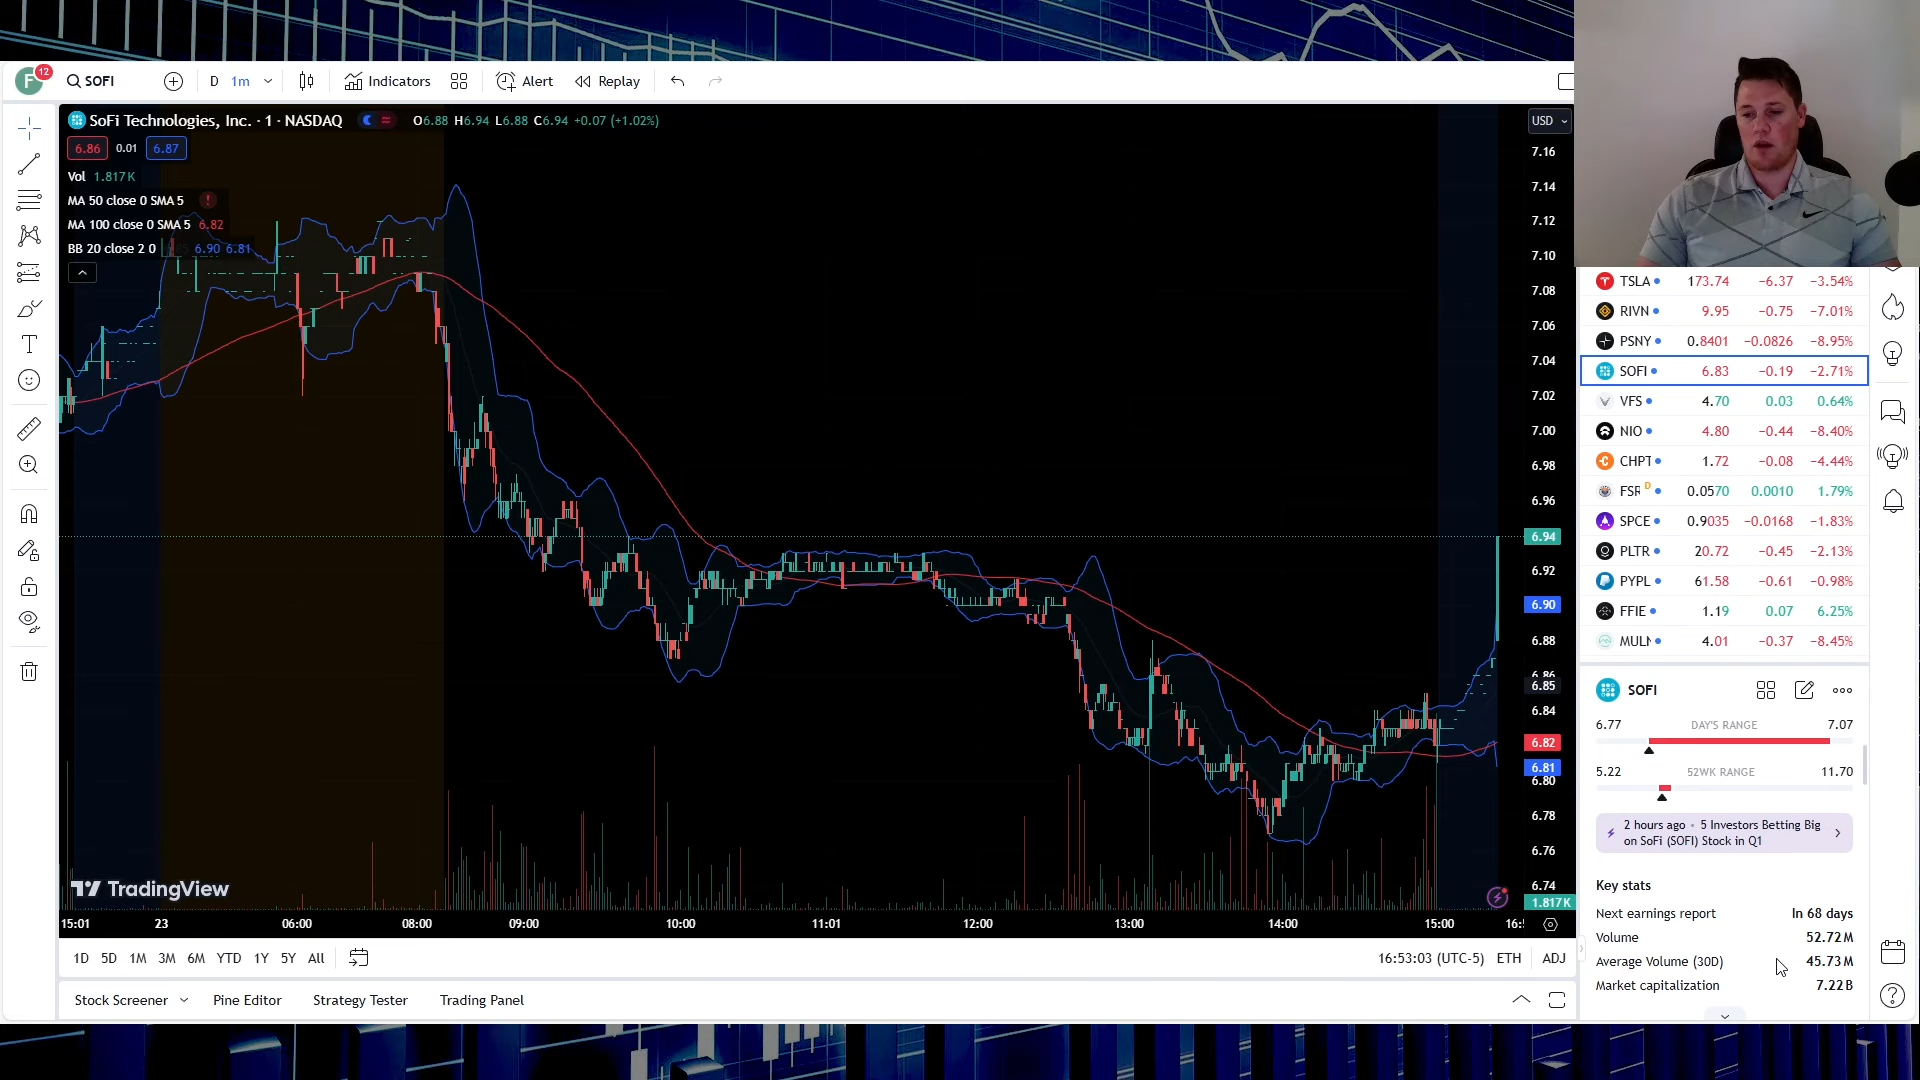 F 12 SOFI D 1m Indicators Alert Replay
SoFi Technologies, Inc. · 1 · NASDAQ O6.88 H6.94 L6.88 C6.94 +0.07 (+1.02%) USD
6.86 0.01 6.87
Vol 1.817 K
MA 50 close 0 SMA 5
MA 100 close 0 SMA 5 6.82
BB 20 close 2 0 6.90 6.81
7.16
7.14
7.12
7.10
7.08
7.06
7.04
7.02
7.00
6.98
6.96
6.94
6.92
6.90
6.88
6.86
6.85
6.84
6.82
6.81
6.80
6.78
6.76
6.74
1.817 K
TradingView
15:01 23 06:00 08:00 09:00 10:00 11:01 12:00 13:00 14:00 15:00 16:
1D 5D 1M 3M 6M YTD 1Y 5Y All 16:53:03 (UTC-5) ETH ADJ
Stock Screener Pine Editor Strategy Tester Trading Panel
TSLA 173.74 −6.37 −3.54%
RIVN 9.95 −0.75 −7.01%
PSNY 0.8401 −0.0826 −8.95%
SOFI 6.83 −0.19 −2.71%
VFS 4.70 0.03 0.64%
NIO 4.80 −0.44 −8.40%
CHPT 1.72 −0.08 −4.44%
FSR D 0.0570 0.0010 1.79%
SPCE 0.9035 −0.0168 −1.83%
PLTR 20.72 −0.45 −2.13%
PYPL 61.58 −0.61 −0.98%
FFIE 1.19 0.07 6.25%
MULN 4.01 −0.37 −8.45%
SOFI
6.77 DAY'S RANGE 7.07
5.22 52WK RANGE 11.70
2 hours ago • 5 Investors Betting Big
on SoFi (SOFI) Stock in Q1
Key stats
Next earnings report In 68 days
Volume 52.72 M
Average Volume (30D) 45.73 M
Market capitalization 7.22 B